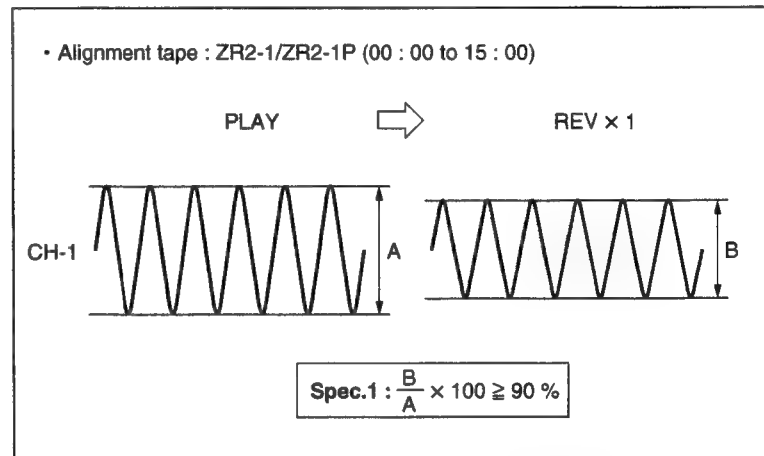 • Alignment tape : ZR2-1/ZR2-1P (00 : 00 to 15 : 00)
PLAY
REV × 1
CH-1
A
B
Spec.1 : B/A × 100 ≧ 90 %